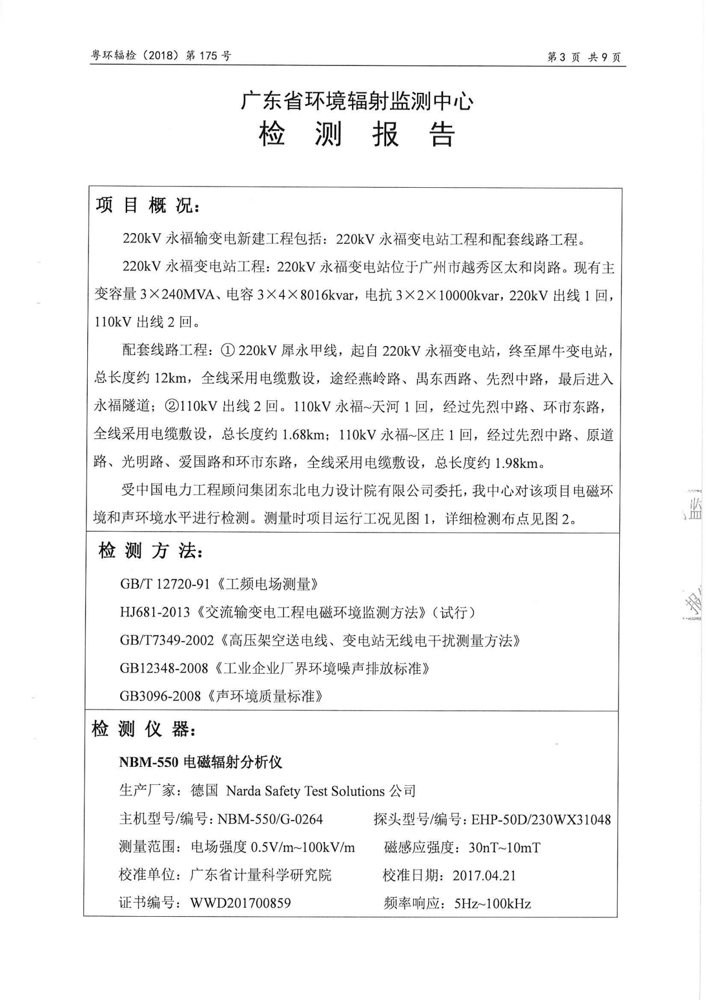 粤环辐检（2018）第 175 号
第 3 页 共 9 页
广东省环境辐射监测中心
检 测 报 告
项 目 概 况：
220kV 永福输变电新建工程包括：220kV 永福变电站工程和配套线路工程。
220kV 永福变电站工程：220kV 永福变电站位于广州市越秀区太和岗路。现有主
变容量 3×240MVA、电容 3×4×8016kvar，电抗 3×2×10000kvar，220kV 出线 1 回，
110kV 出线 2 回。
配套线路工程：① 220kV 犀永甲线，起自 220kV 永福变电站，终至犀牛变电站，
总长度约 12km，全线采用电缆敷设，途经燕岭路、禺东西路、先烈中路，最后进入
永福隧道；②110kV 出线 2 回。110kV 永福~天河 1 回，经过先烈中路、环市东路，
全线采用电缆敷设，总长度约 1.68km；110kV 永福~区庄 1 回，经过先烈中路、原道
路、光明路、爱国路和环市东路，全线采用电缆敷设，总长度约 1.98km。
受中国电力工程顾问集团东北电力设计院有限公司委托，我中心对该项目电磁环
境和声环境水平进行检测。测量时项目运行工况见图 1，详细检测布点见图 2。
检 测 方 法：
GB/T 12720-91《工频电场测量》
HJ681-2013《交流输变电工程电磁环境监测方法》（试行）
GB/T7349-2002《高压架空送电线、变电站无线电干扰测量方法》
GB12348-2008《工业企业厂界环境噪声排放标准》
GB3096-2008《声环境质量标准》
检 测 仪 器：
NBM-550 电磁辐射分析仪
生产厂家：德国 Narda Safety Test Solutions 公司
主机型号/编号：NBM-550/G-0264 探头型号/编号：EHP-50D/230WX31048
测量范围：电场强度 0.5V/m~100kV/m 磁感应强度：30nT~10mT
校准单位：广东省计量科学研究院 校准日期：2017.04.21
证书编号：WWD201700859 频率响应：5Hz~100kHz
监
报